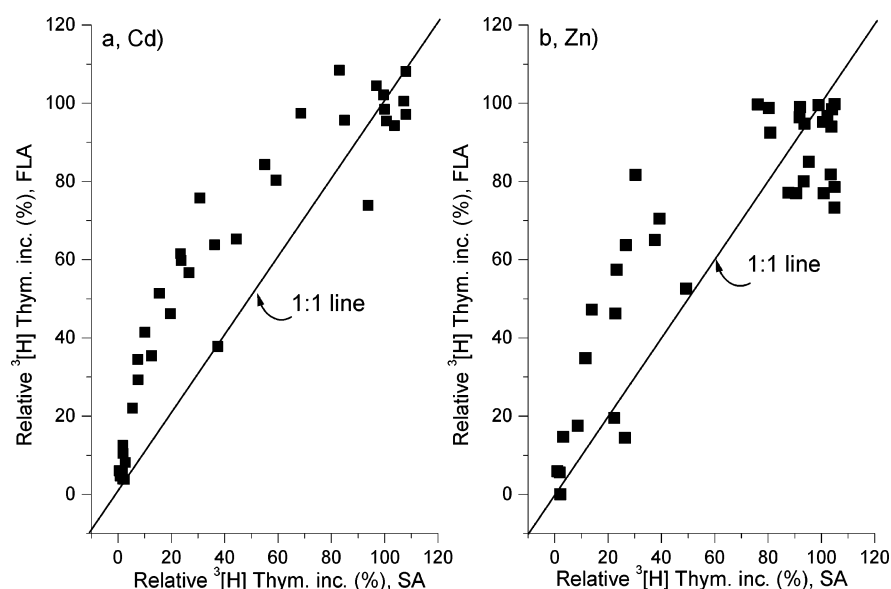 a, Cd)
120
100
80
60
40
20
0
Relative ³[H] Thym. inc. (%), FLA
1:1 line
0 20 40 60 80 100 120
Relative ³[H] Thym. inc. (%), SA
b, Zn)
120
100
80
60
40
20
0
Relative ³[H] Thym. inc. (%), FLA
1:1 line
0 20 40 60 80 100 120
Relative ³[H] Thym. inc. (%), SA